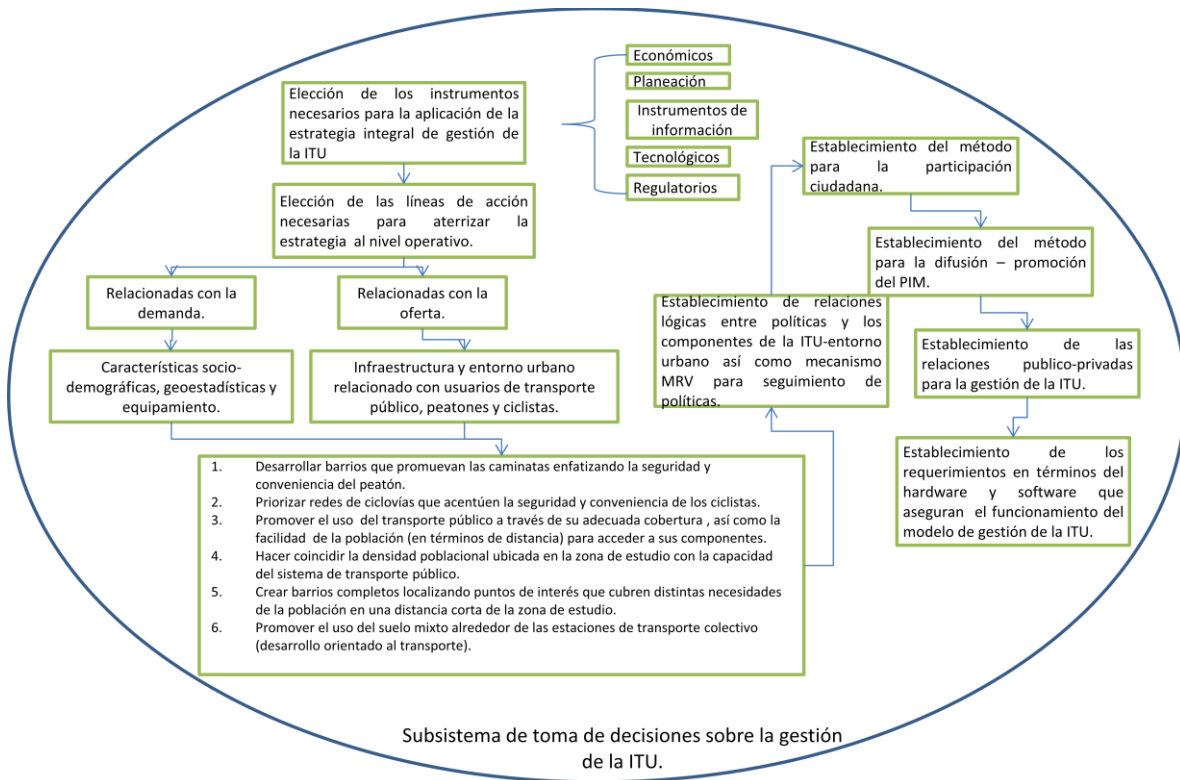 Elección de los instrumentos
necesarios para la aplicación de la
estrategia integral de gestión de
la ITU
Económicos
Planeación
Instrumentos de
información
Tecnológicos
Regulatorios
Elección de las líneas de acción
necesarias para aterrizar la
estrategia al nivel operativo.
Relacionadas con la
demanda.
Relacionadas con la
oferta.
Características socio-
demográficas, geoestadísticas y
equipamiento.
Infraestructura y entorno urbano
relacionado con usuarios de transporte
público, peatones y ciclistas.
1. Desarrollar barrios que promuevan las caminatas enfatizando la seguridad y
conveniencia del peatón.
2. Priorizar redes de ciclovías que acentúen la seguridad y conveniencia de los ciclistas.
3. Promover el uso del transporte público a través de su adecuada cobertura , así como la
facilidad de la población (en términos de distancia) para acceder a sus componentes.
4. Hacer coincidir la densidad poblacional ubicada en la zona de estudio con la capacidad
del sistema de transporte público.
5. Crear barrios completos localizando puntos de interés que cubren distintas necesidades
de la población en una distancia corta de la zona de estudio.
6. Promover el uso del suelo mixto alrededor de las estaciones de transporte colectivo
(desarrollo orientado al transporte).
Establecimiento de relaciones
lógicas entre políticas y los
componentes de la ITU-entorno
urbano así como mecanismo
MRV para seguimiento de
políticas.
Establecimiento del método
para la participación
ciudadana.
Establecimiento del método
para la difusión – promoción
del PIM.
Establecimiento de las
relaciones publico-privadas
para la gestión de la ITU.
Establecimiento de los
requerimientos en términos del
hardware y software que
aseguran el funcionamiento del
modelo de gestión de la ITU.
Subsistema de toma de decisiones sobre la gestión
de la ITU.